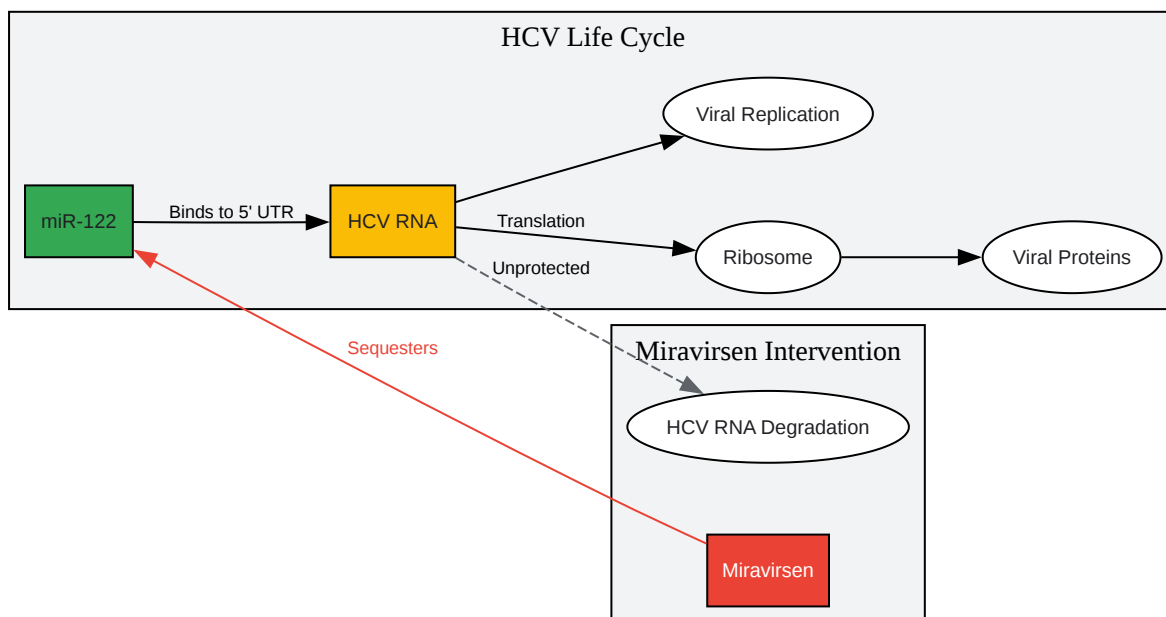 HCV Life Cycle
Viral Replication
miR-122
Binds to 5' UTR
HCV RNA
Translation
Ribosome
Viral Proteins
Unprotected
Sequesters
Miravirsen Intervention
HCV RNA Degradation
Miravirsen